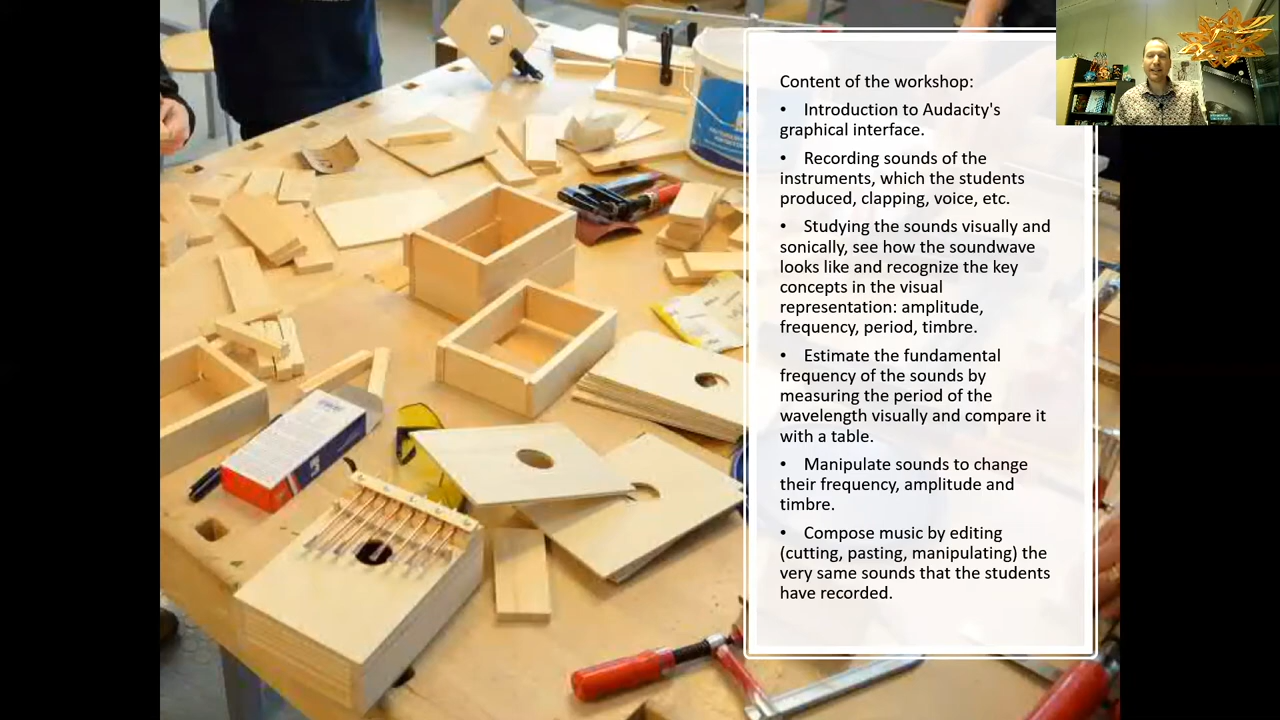 Content of the workshop:
• Introduction to Audacity's
graphical interface.
• Recording sounds of the
instruments, which the students
produced, clapping, voice, etc.
• Studying the sounds visually and
sonically, see how the soundwave
looks like and recognize the key
concepts in the visual
representation: amplitude,
frequency, period, timbre.
• Estimate the fundamental
frequency of the sounds by
measuring the period of the
wavelength visually and compare it
with a table.
• Manipulate sounds to change
their frequency, amplitude and
timbre.
• Compose music by editing
(cutting, pasting, manipulating) the
very same sounds that the students
have recorded.